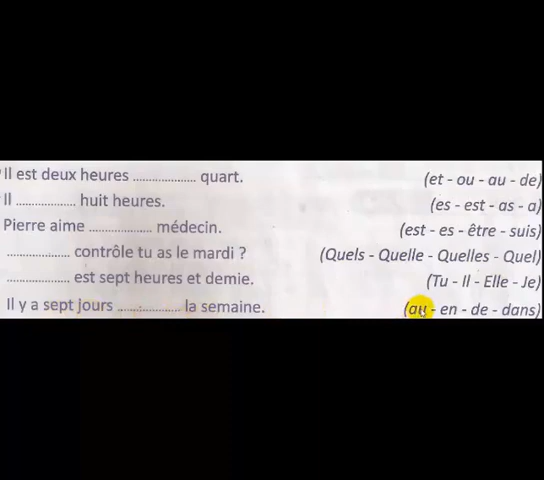 Il est deux heures ..................... quart. (et - ou - au - de)
Il .................... huit heures. (es - est - as - a)
Pierre aime ..................... médecin. (est - es - être - suis)
..................... contrôle tu as le mardi ? (Quels - Quelle - Quelles - Quel)
..................... est sept heures et demie. (Tu - Il - Elle - Je)
Il y a sept jours ..................... la semaine. (au - en - de - dans)